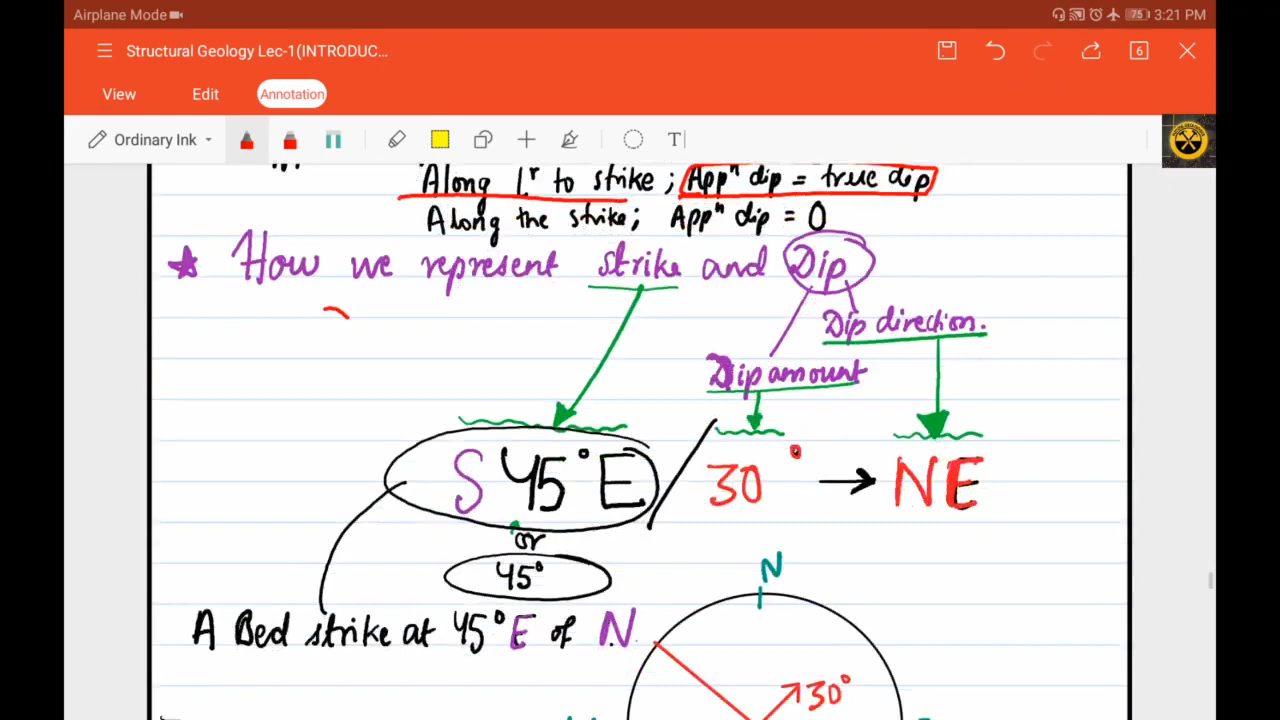 Airplane Mode 75 3:21 PM
Structural Geology Lec-1(INTRODUC... 6
View Edit Annotation
Ordinary Ink T
Along Lr to strike ; Appn dip = true dip
Along the strike; Appn dip = 0
How we represent strike and Dip
Dip direction.
Dip amount
S 45° E / 30° → NE
or
45°
N
A Bed strike at 45° E of N.
30°